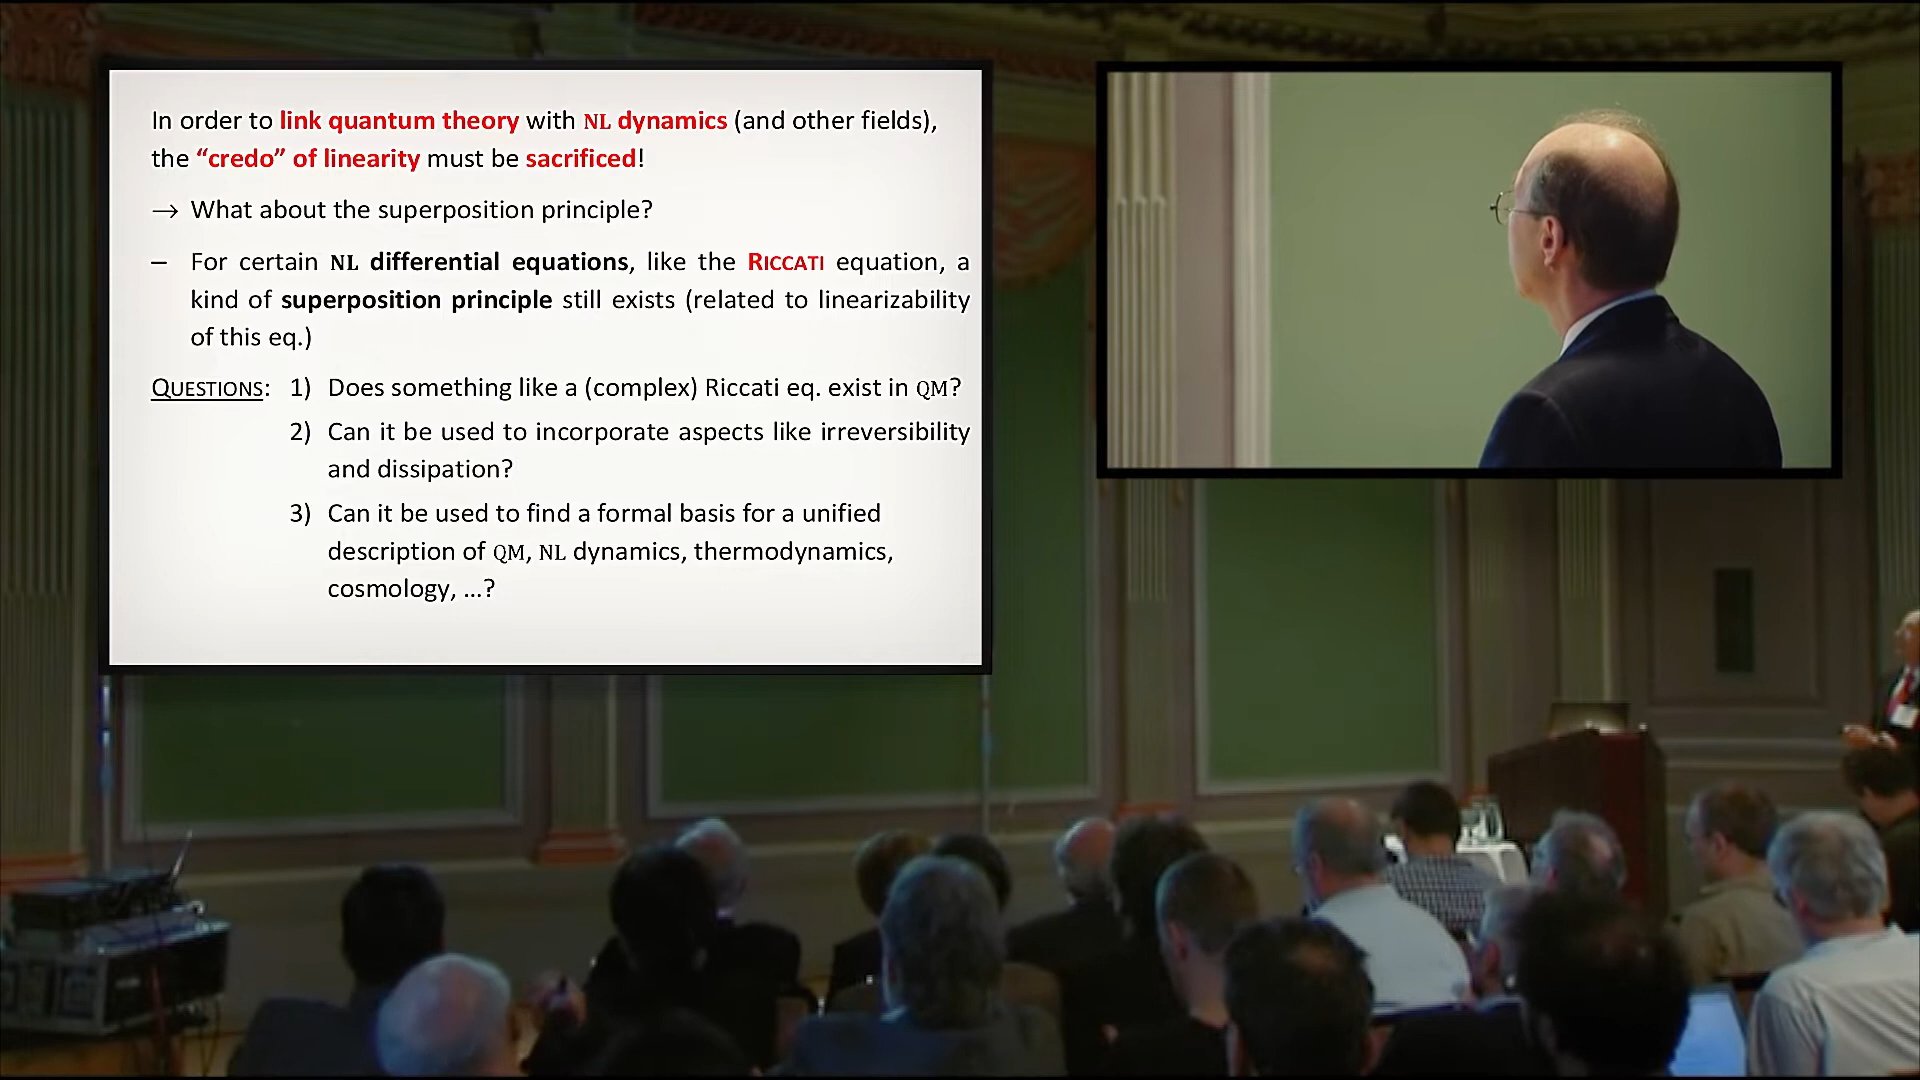 In order to link quantum theory with NL dynamics (and other fields),
the “credo” of linearity must be sacrificed!
→ What about the superposition principle?
– For certain NL differential equations, like the RICCATI equation, a
kind of superposition principle still exists (related to linearizability
of this eq.)
QUESTIONS: 1) Does something like a (complex) Riccati eq. exist in QM?
2) Can it be used to incorporate aspects like irreversibility
and dissipation?
3) Can it be used to find a formal basis for a unified
description of QM, NL dynamics, thermodynamics,
cosmology, ...?